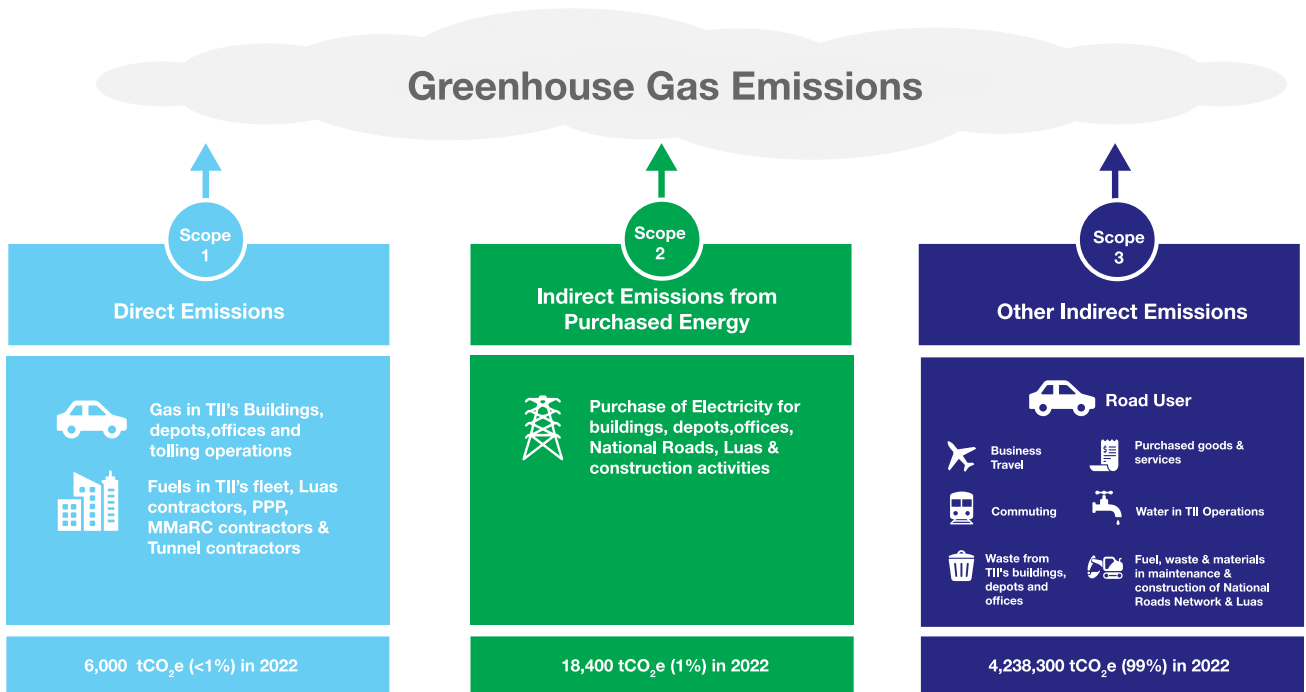 Greenhouse Gas Emissions
Scope
1
Direct Emissions
Gas in TII's Buildings,
depots,offices and
tolling operations
Fuels in TII's fleet, Luas
contractors, PPP,
MMaRC contractors &
Tunnel contractors
6,000 tCO₂e (<1%) in 2022
Scope
2
Indirect Emissions from
Purchased Energy
Purchase of Electricity for
buildings, depots,offices,
National Roads, Luas &
construction activities
18,400 tCO₂e (1%) in 2022
Scope
3
Other Indirect Emissions
Road User
Business
Travel
Purchased goods &
services
Commuting
Water in TII Operations
Waste from
TII's buildings,
depots and
offices
Fuel, waste & materials
in maintenance &
construction of National
Roads Network & Luas
4,238,300 tCO₂e (99%) in 2022